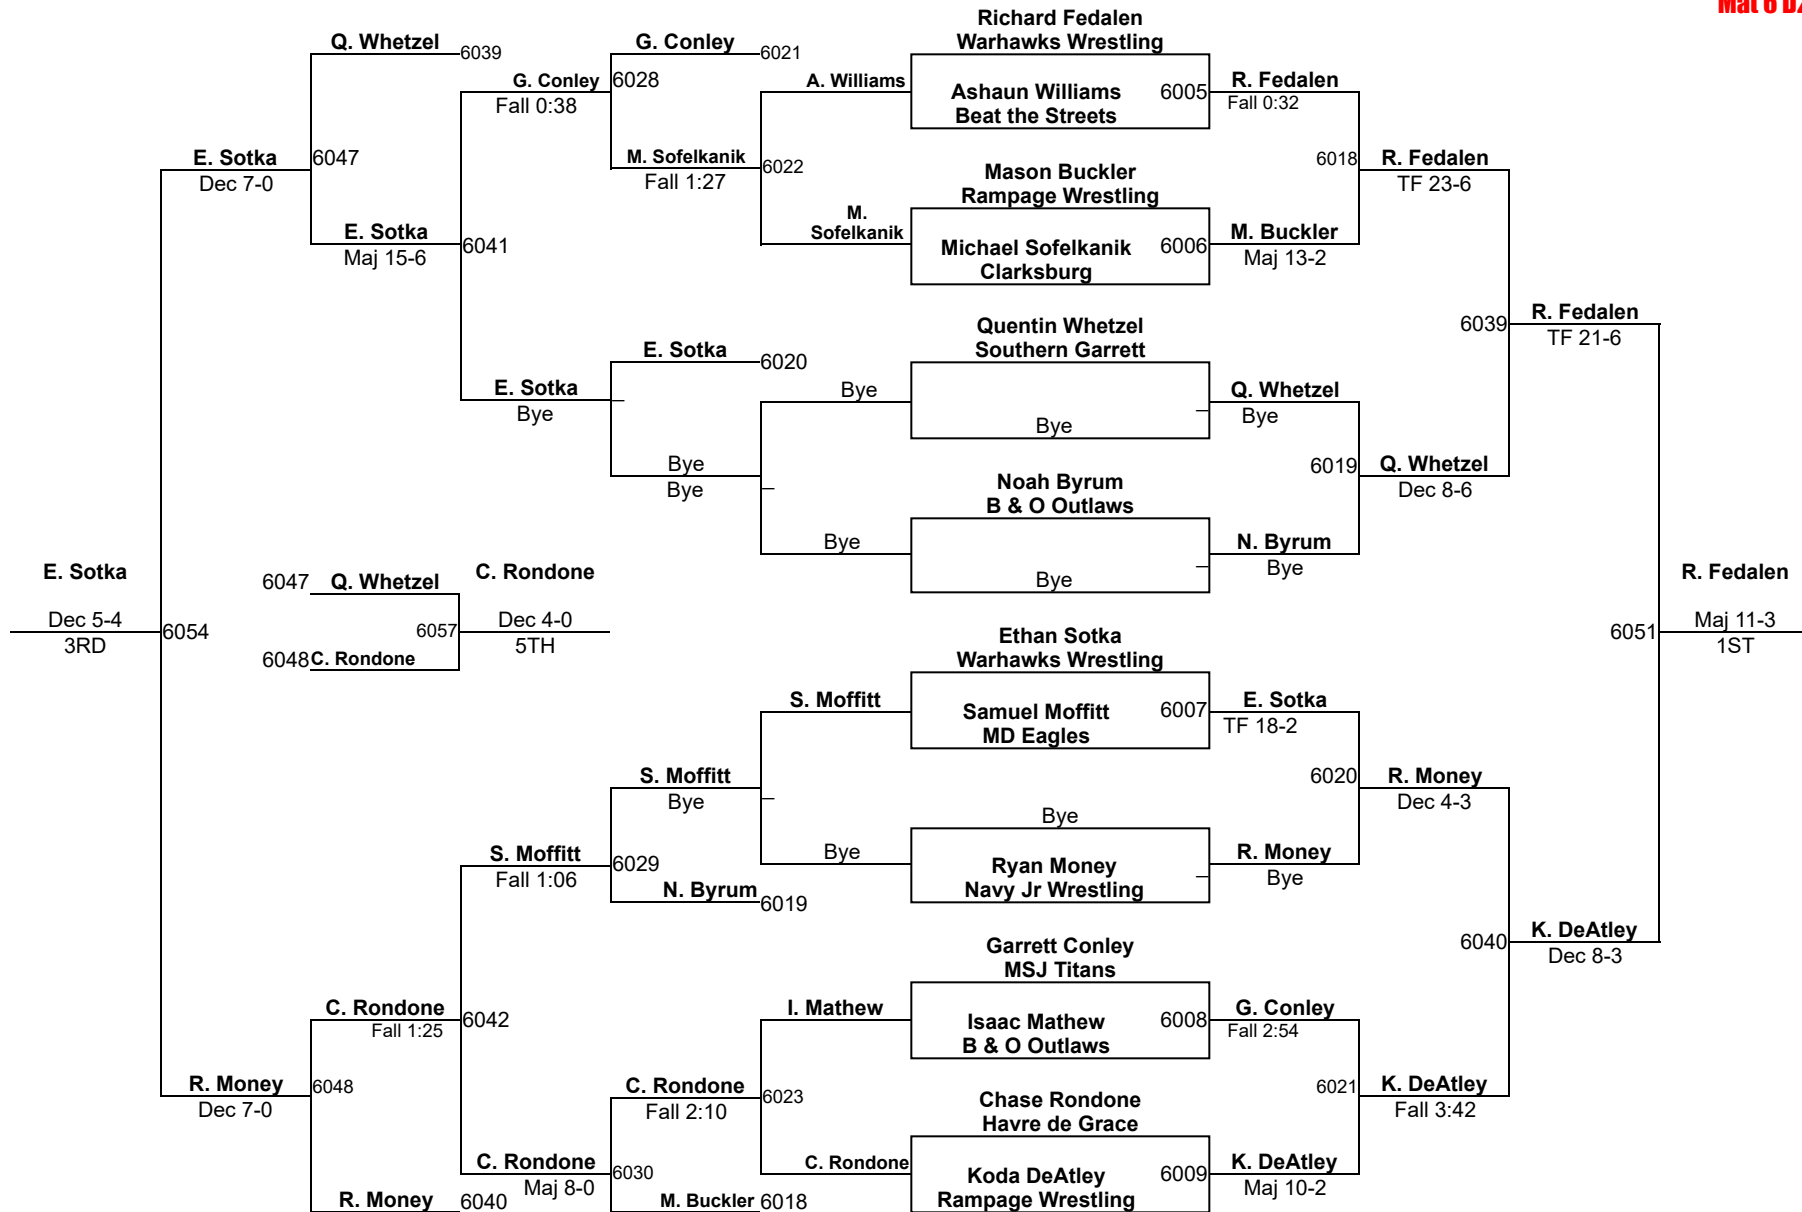 Mat 6 D2
Richard Fedalen
Warhawks Wrestling
Q. Whetzel
6039
G. Conley
6021
G. Conley
6028
Fall 0:38
A. Williams
Ashaun Williams
Beat the Streets
6005
R. Fedalen
Fall 0:32
E. Sotka
6047
Dec 7-0
M. Sofelkanik
6022
Fall 1:27
Mason Buckler
Rampage Wrestling
6018
R. Fedalen
TF 23-6
E. Sotka
6041
Maj 15-6
M.
Sofelkanik
Michael Sofelkanik
Clarksburg
6006
M. Buckler
Maj 13-2
Quentin Whetzel
Southern Garrett
6039
R. Fedalen
TF 21-6
E. Sotka
6020
E. Sotka
Bye
Bye
Bye
Q. Whetzel
Bye
Bye
Bye
Noah Byrum
B & O Outlaws
6019
Q. Whetzel
Dec 8-6
Bye
Bye
N. Byrum
Bye
E. Sotka
Dec 5-4
3RD
6054
6047
Q. Whetzel
C. Rondone
6057
Dec 4-0
5TH
6048
C. Rondone
R. Fedalen
6051
Maj 11-3
1ST
Ethan Sotka
Warhawks Wrestling
S. Moffitt
Samuel Moffitt
MD Eagles
6007
E. Sotka
TF 18-2
S. Moffitt
Bye
6020
R. Money
Dec 4-3
Bye
Bye
Ryan Money
Navy Jr Wrestling
R. Money
Bye
S. Moffitt
6029
Fall 1:06
N. Byrum
6019
Garrett Conley
MSJ Titans
6040
K. DeAtley
Dec 8-3
C. Rondone
6042
Fall 1:25
I. Mathew
Isaac Mathew
B & O Outlaws
6008
G. Conley
Fall 2:54
R. Money
6048
Dec 7-0
C. Rondone
6023
Fall 2:10
Chase Rondone
Havre de Grace
6021
K. DeAtley
Fall 3:42
C. Rondone
6030
Maj 8-0
C. Rondone
Koda DeAtley
Rampage Wrestling
6009
K. DeAtley
Maj 10-2
R. Money
6040
M. Buckler
6018